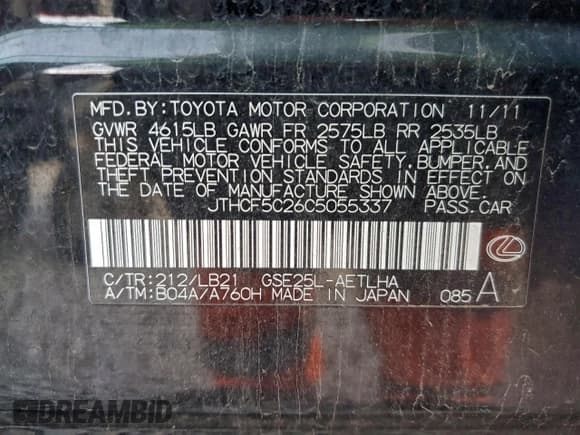 MFD.BY:TOYOTA MOTOR CORPORATION 11/11
GVWR 4615LB GAWR FR 2575LB RR 2535LB
THIS VEHICLE CONFORMS TO ALL APPLICABLE
FEDERAL MOTOR VEHICLE SAFETY,BUMPER,AND
THEFT PREVENTION STANDARDS IN EFFECT ON
THE DATE OF MANUFACTURE SHOWN ABOVE.
JTHCF5C26C5055337 PASS.CAR
C/TR:212/LB21 GSE25L-AETLHA
A/TM:B04A/A760H MADE IN JAPAN 085 A
DREAMBID